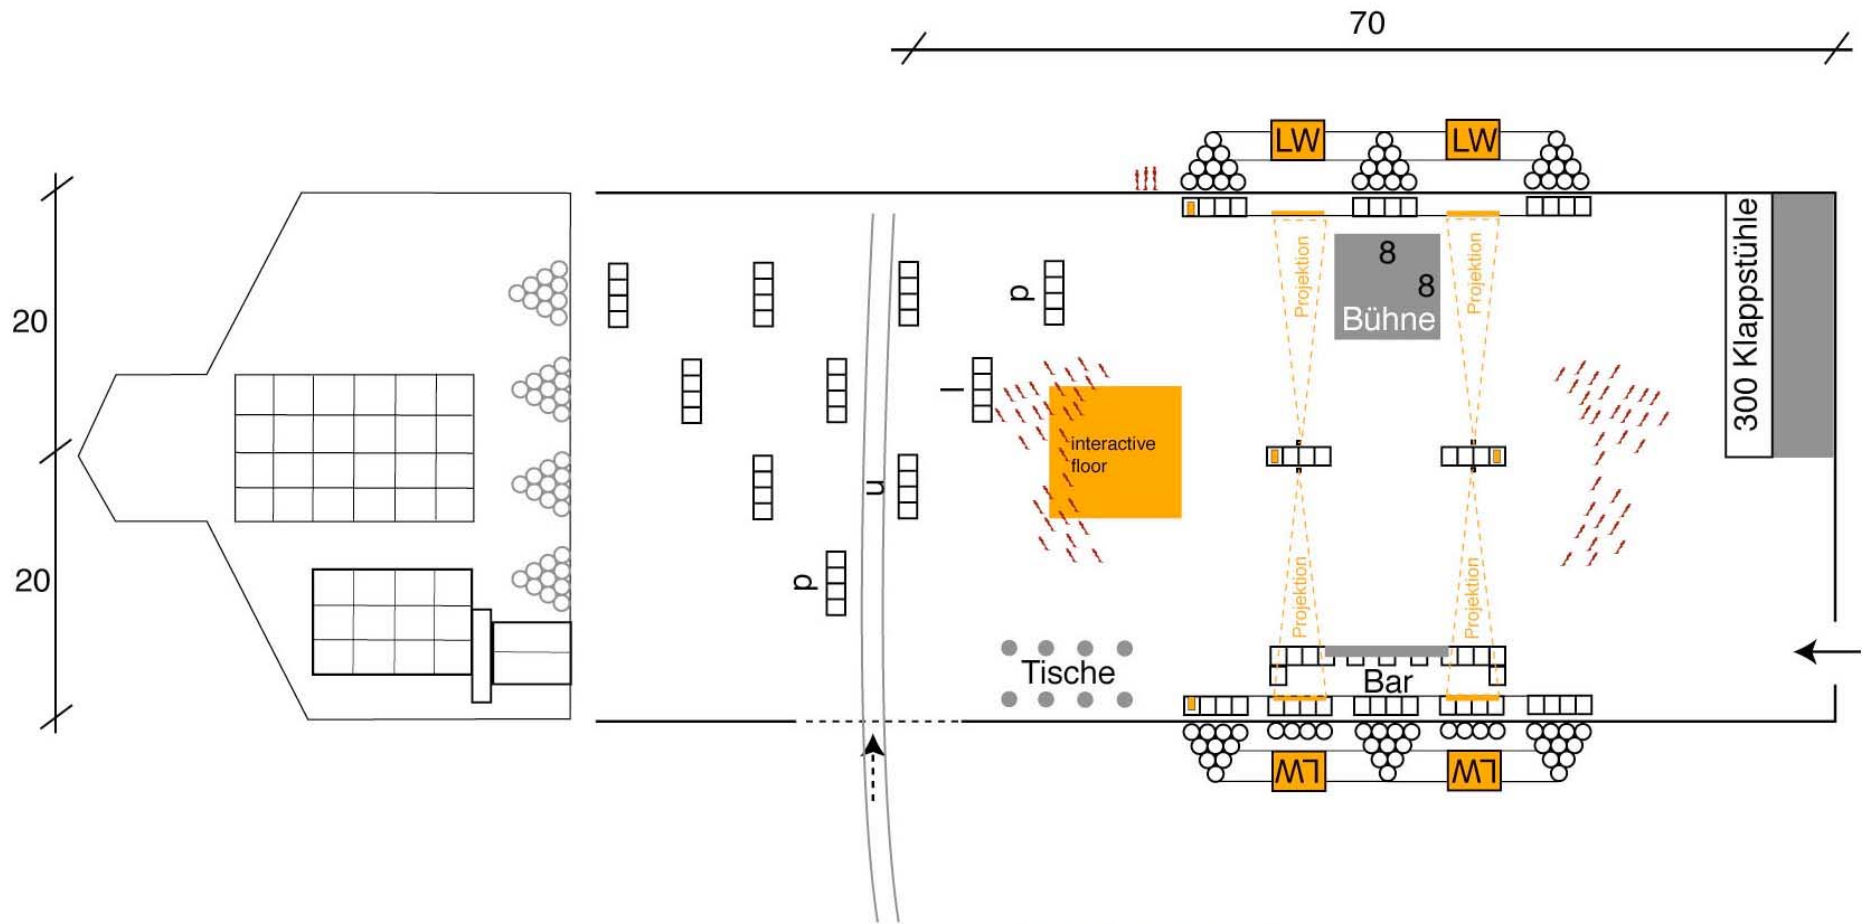 70
LW
LW
20
300 Klappstühle
Projektion
8
Projektion
8
Bühne
p
l
interactive
floor
u
p
20
Projektion
Projektion
Tische
Bar
LW
LW